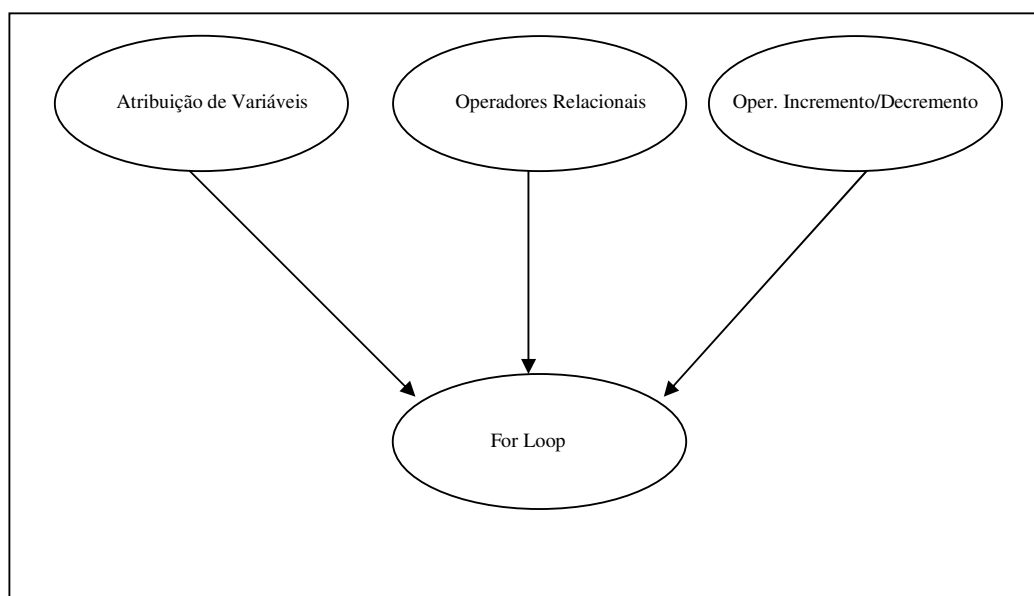 Atribuição de Variáveis
Operadores Relacionais
Oper. Incremento/Decremento
For Loop